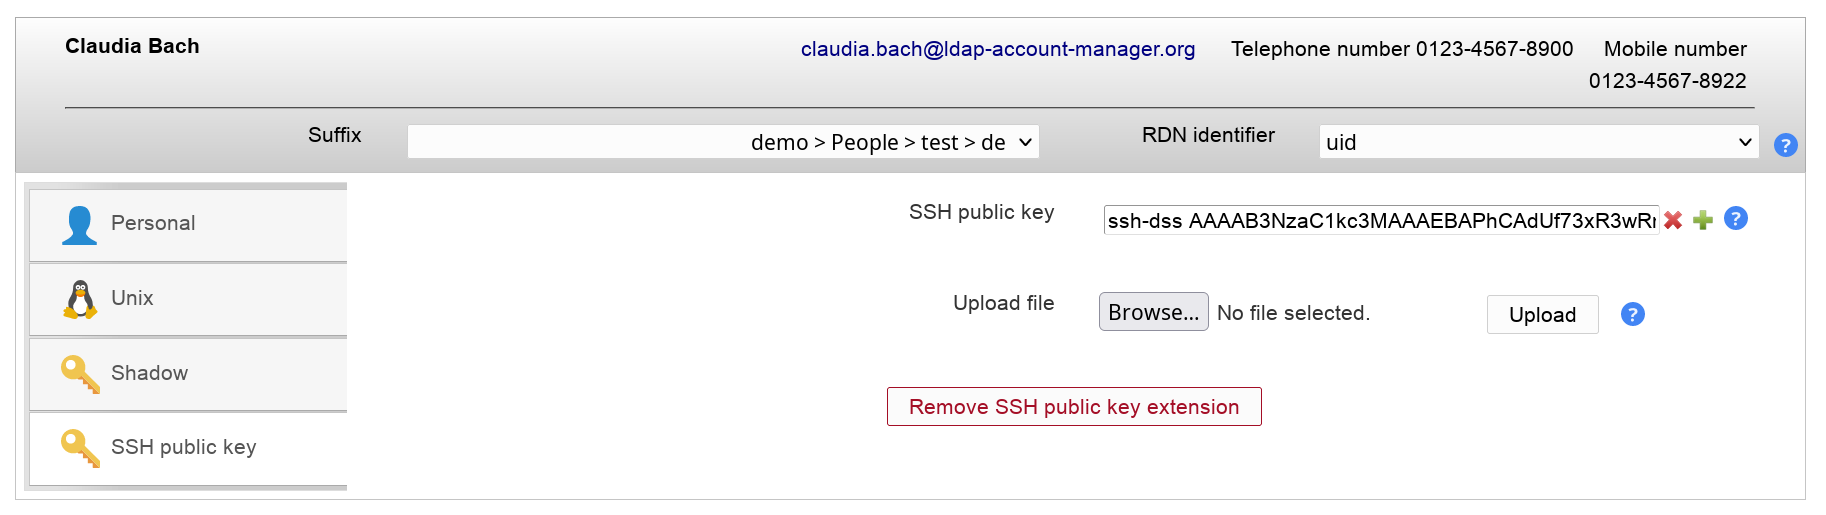 Claudia Bach
claudia.bach@ldap-account-manager.org Telephone number 0123-4567-8900 Mobile number
0123-4567-8922
Suffix demo > People > test > de RDN identifier uid
Personal
Unix
Shadow
SSH public key
SSH public key ssh-dss AAAAB3NzaC1kc3MAAAEBAPhCAdUf73xR3wRr
Upload file Browse... No file selected. Upload
Remove SSH public key extension